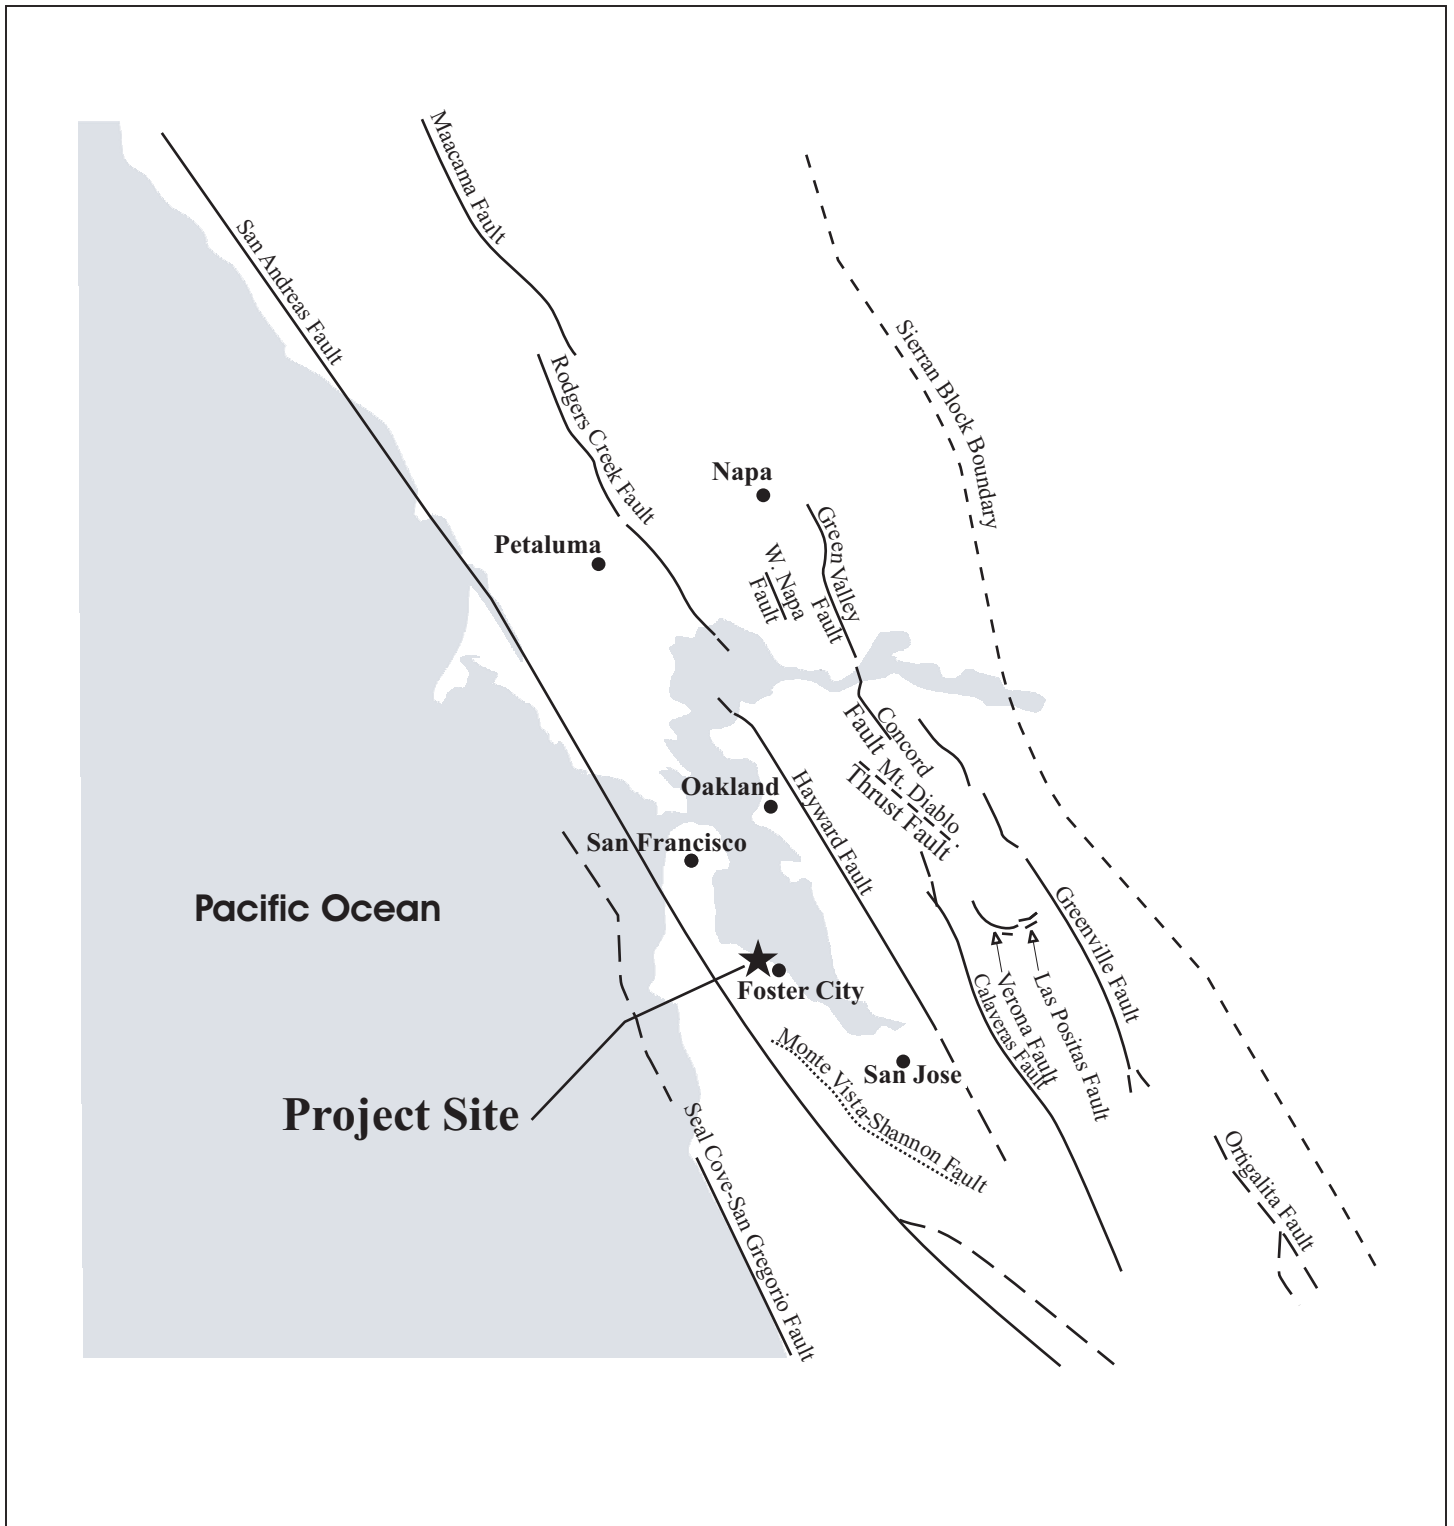 Maacama Fault
San Andreas Fault
Sierran Block Boundary
Rodgers Creek Fault
Napa
Green Valley
Fault
Petaluma
W. Napa
Fault
Concord
Fault
Mt. Diablo
Thrust Fault
Oakland
Hayward Fault
San Francisco
Pacific Ocean
Greenville Fault
Foster City
Verona Fault
Las Positas Fault
Calaveras Fault
Monte Vista-Shannon Fault
San Jose
Project Site
Seal Cove-San Gregorio Fault
Ortigalita Fault